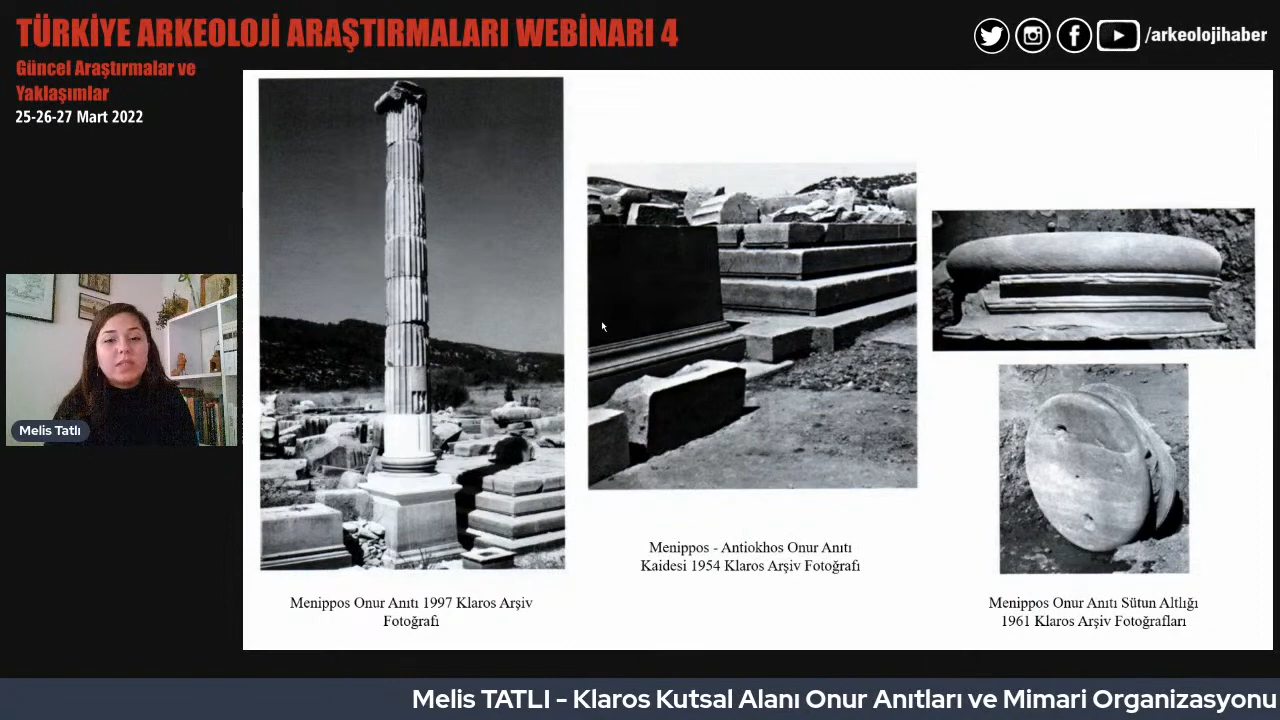 TÜRKİYE ARKEOLOJİ ARAŞTIRMALARI WEBİNARI 4
/arkeolojihaber
Güncel Araştırmalar ve
Yaklaşımlar
25-26-27 Mart 2022
Melis Tatlı
Menippos Onur Anıtı 1997 Klaros Arşiv
Fotoğrafı
Menippos - Antiokhos Onur Anıtı
Kaidesi 1954 Klaros Arşiv Fotoğrafı
Menippos Onur Anıtı Sütun Altlığı
1961 Klaros Arşiv Fotoğrafları
Melis TATLI - Klaros Kutsal Alanı Onur Anıtları ve Mimari Organizasyonu